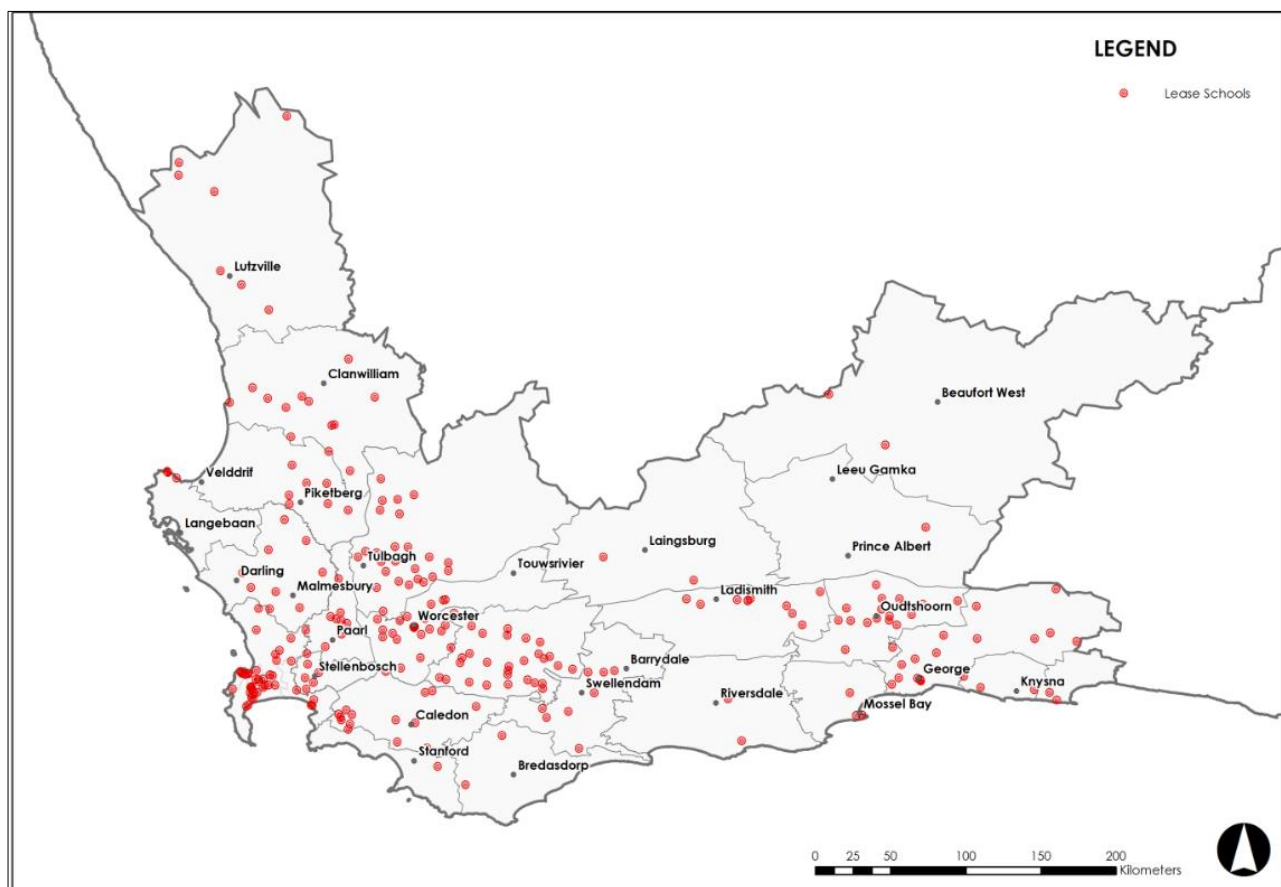 LEGEND
Lease Schools
Lutzville
Clanwilliam
Beaufort West
Velddrif
Leeu Gamka
Piketberg
Langebaan
Laingsburg
Prince Albert
Tulbagh
Touwsrivier
Darling
Malmesbury
Ladismith
Oudtshoorn
Worcester
Paarl
Barrydale
Stellenbosch
George
Knysna
Swellendam
Riversdale
Mossel Bay
Caledon
Stanford
Bredasdorp
0 25 50 100 150 200
Kilometers